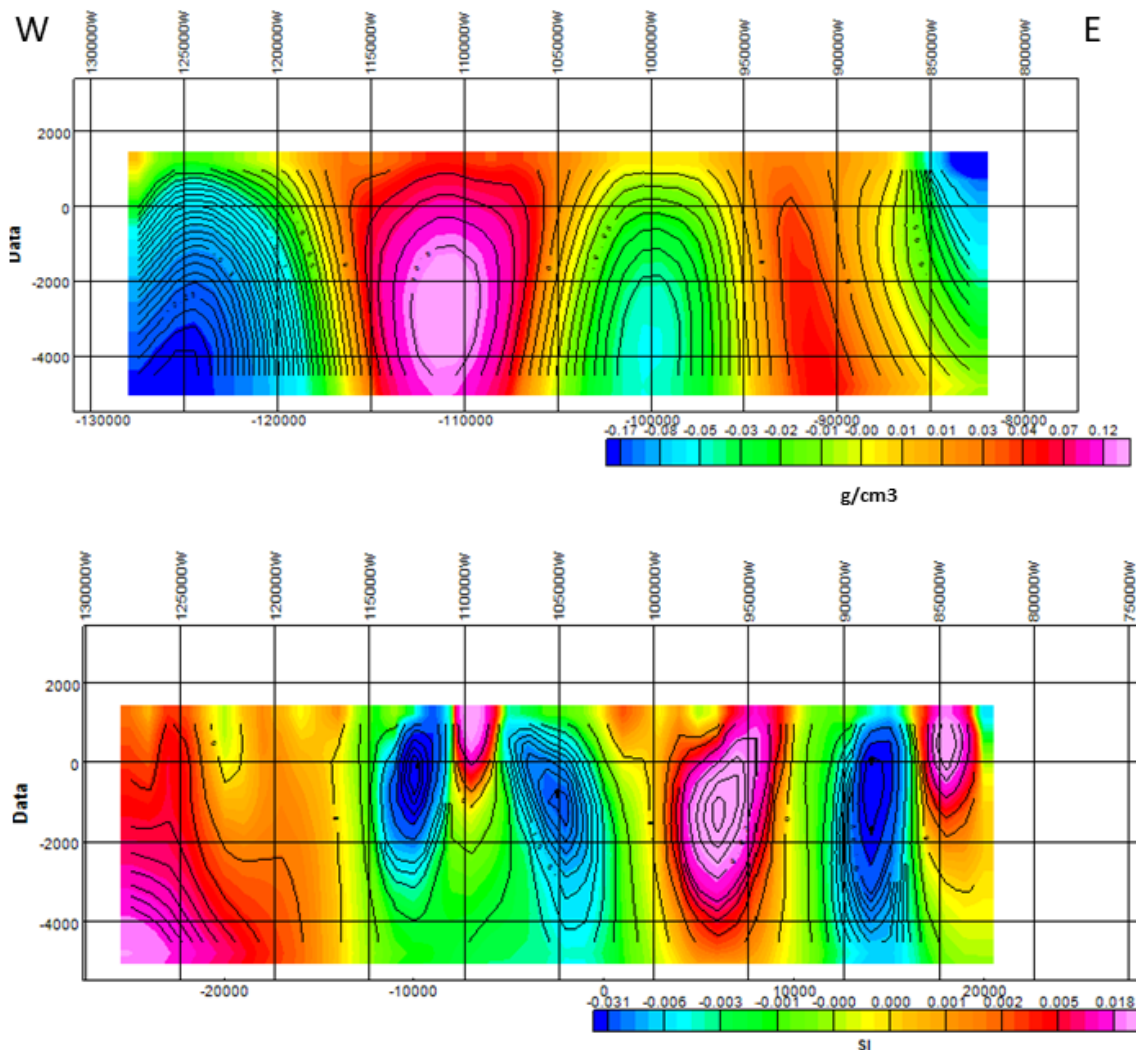 W E
130000W 125000W 120000W 115000W 110000W 105000W 100000W 95000W 90000W 85000W 80000W
Data
2000
0
-2000
-4000
-130000 -120000 -110000 -100000 -90000 -80000
-0.17 -0.08 -0.05 -0.03 -0.02 -0.01 -0.00 0.01 0.01 0.03 0.04 0.07 0.12
g/cm3
130000W 125000W 120000W 115000W 110000W 105000W 100000W 95000W 90000W 85000W 80000W 75000W
Data
2000
0
-2000
-4000
-20000 -10000 0 10000 20000
-0.031 -0.006 -0.003 -0.001 -0.000 0.000 0.001 0.002 0.005 0.018
SI